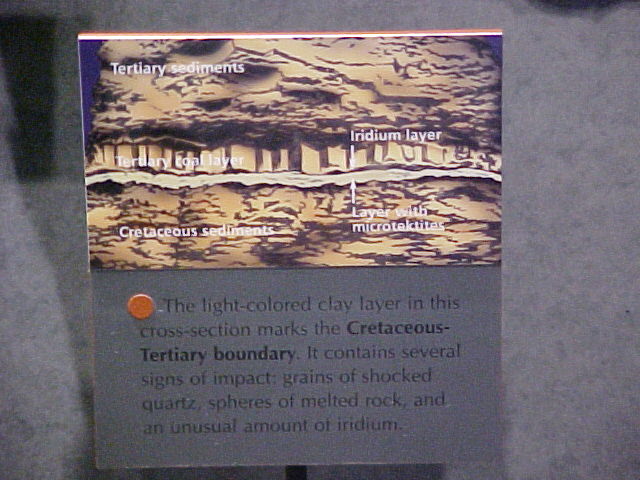 Tertiary sediments
Iridium layer
Tertiary coal layer
Layer with
microtektites
Cretaceous sediments
The light-colored clay layer in this
cross-section marks the Cretaceous-
Tertiary boundary. It contains several
signs of impact: grains of shocked
quartz, spheres of melted rock, and
an unusual amount of iridium.